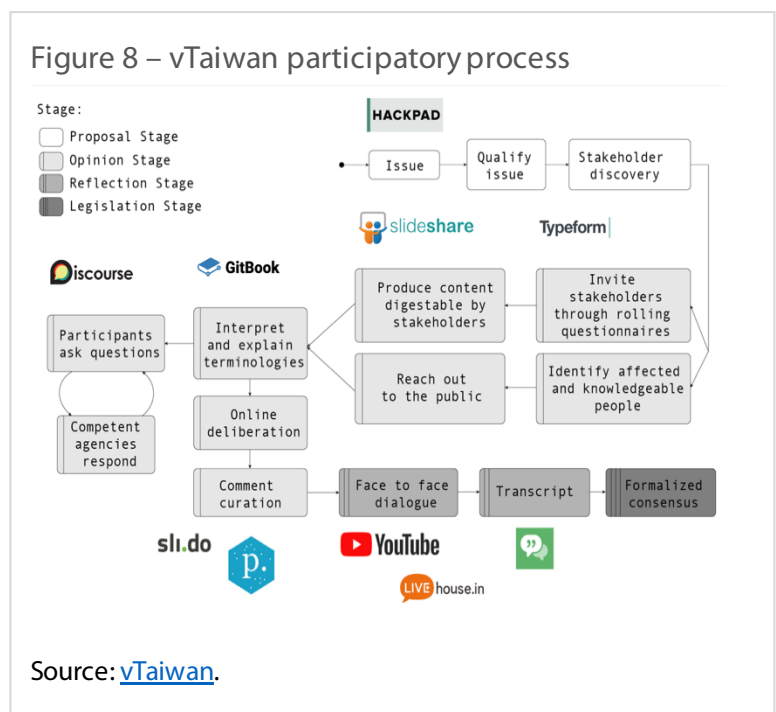 Figure 8 – vTaiwan participatory process
Stage:
Proposal Stage
Opinion Stage
Reflection Stage
Legislation Stage
HACKPAD
Issue
Qualify
issue
Stakeholder
discovery
slideshare
Typeform
Discourse
GitBook
Participants
ask questions
Interpret
and explain
terminologies
Produce content
digestable by
stakeholders
Invite
stakeholders
through rolling
questionnaires
Reach out
to the public
Identify affected
and knowledgeable
people
Competent
agencies
respond
Online
deliberation
Comment
curation
Face to face
dialogue
Transcript
Formalized
consensus
sli.do
p.
YouTube
LIVE house.in
Source: vTaiwan.